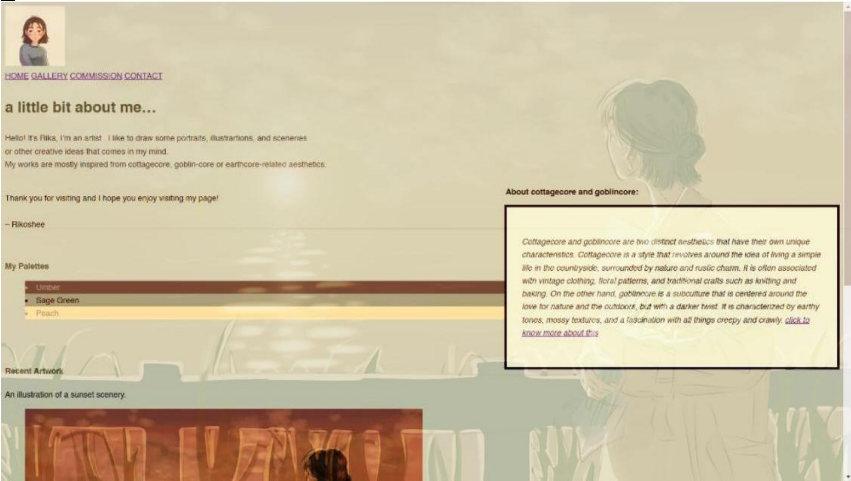 HOME GALLERY COMMISSION CONTACT
a little bit about me...
Hello! It's Rika, I'm an artist. I like to draw some portraits, illustrartions, and sceneries
or other creative ideas that comes in my mind.
My works are mostly inspired from cottagecore, goblin-core or earthcore-related aesthetics.
Thank you for visiting and I hope you enjoy visiting my page!
– Rikoshee
My Palettes
Umber
Sage Green
Peach
Recent Artwork
An illustration of a sunset scenery.
About cottagecore and goblincore:
Cottagecore and goblincore are two distinct aesthetics that have their own unique
characteristics. Cottagecore is a style that revolves around the idea of living a simple
life in the countryside, surrounded by nature and rustic charm. It is often associated
with vintage clothing, floral patterns, and traditional crafts such as knitting and
baking. On the other hand, goblincore is a subculture that is centered around the
love for nature and the outdoors, but with a darker twist. It is characterized by earthy
tones, mossy textures, and a fascination with all things creepy and crawly. click to
know more about this